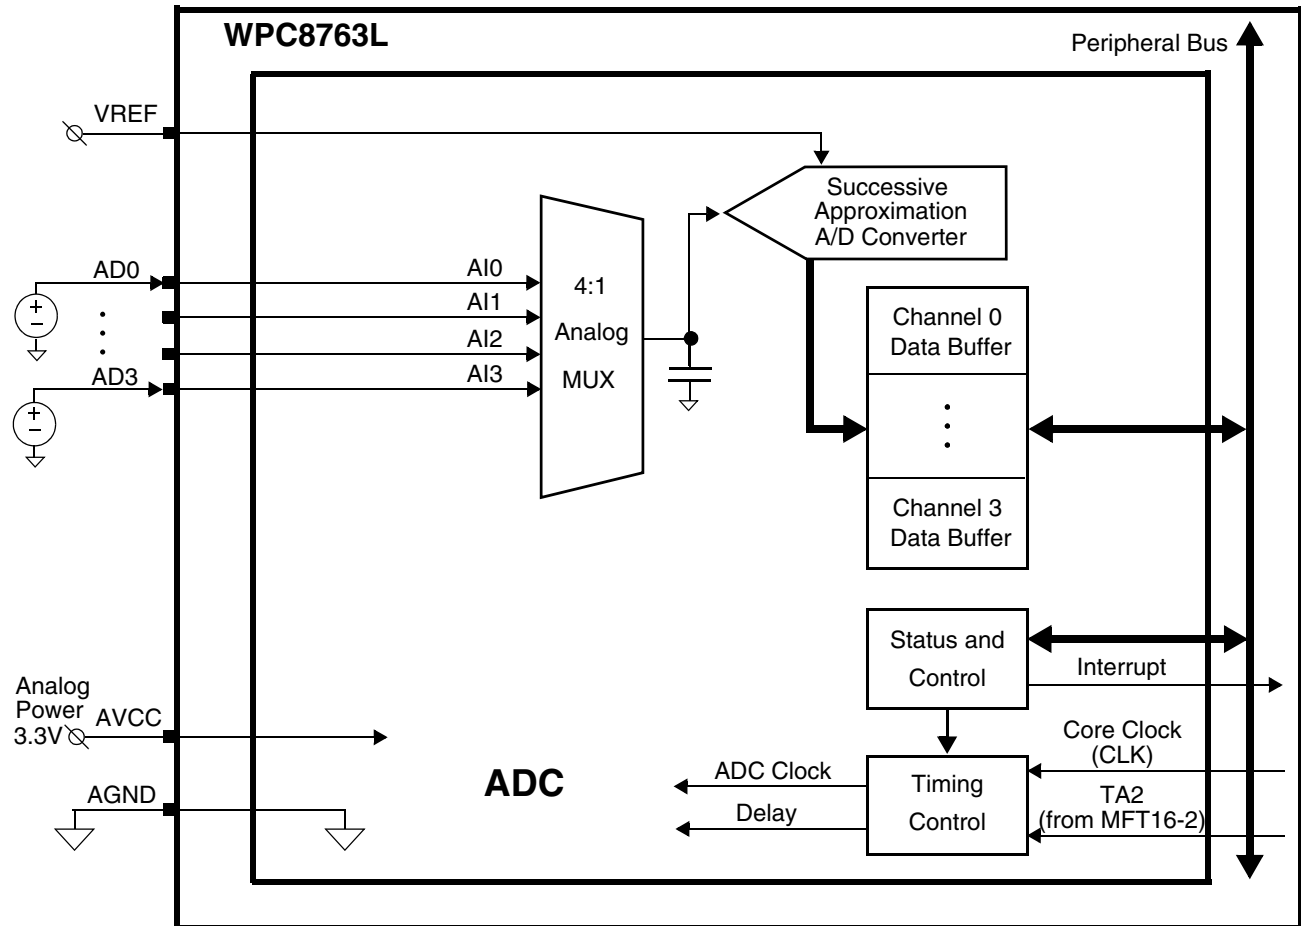 WPC8763L
Peripheral Bus
VREF
Successive
Approximation
A/D Converter
AD0
AI0
AI1
AI2
AD3
AI3
4:1
Analog
MUX
Channel 0
Data Buffer
Channel 3
Data Buffer
Status and
Control
Interrupt
Analog
Power
3.3V
AVCC
AGND
ADC
ADC Clock
Delay
Timing
Control
Core Clock
(CLK)
TA2
(from MFT16-2)